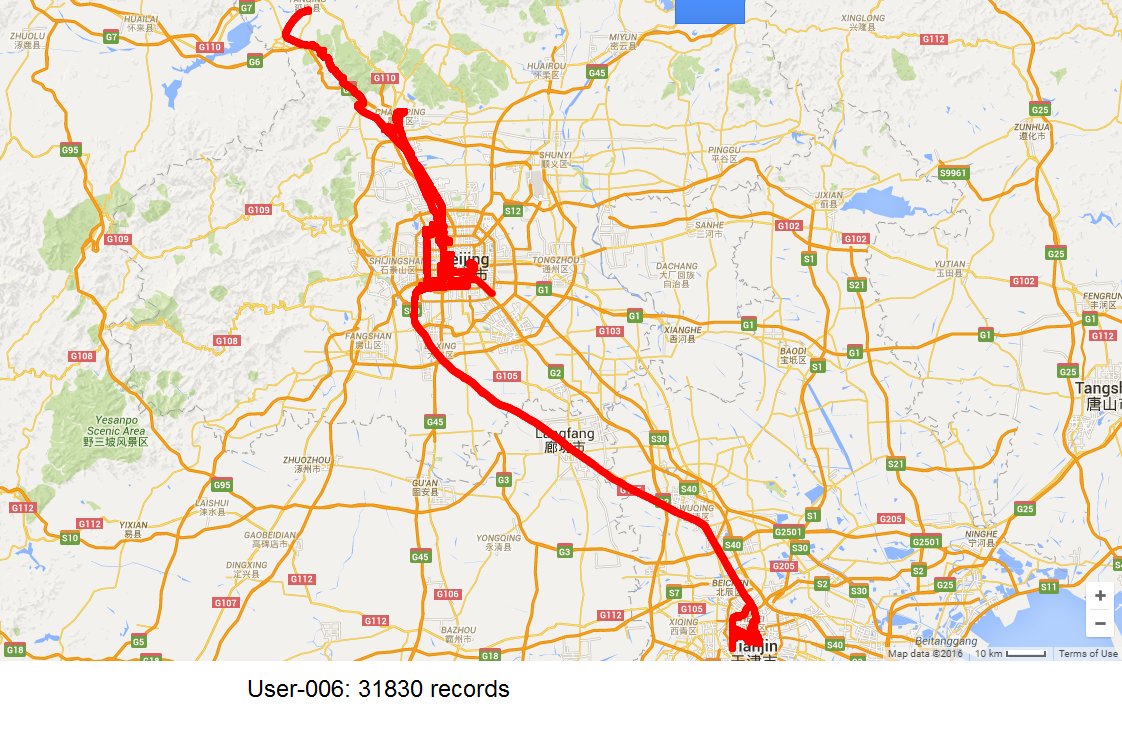 G7
HUAILAI
怀来县
ZHUOLU
涿鹿县
G7
G110
G6
G110
MIYUN
密云县
HUAIROU
怀柔区
G45
XINGLONG
兴隆县
G112
G25
ZUNHUA
遵化市
G95
SHUNYI
顺义区
PINGGU
平谷区
S9961
JIXIAN
蓟县
G109
G109
S12
SANHE
三河市
G102
G102
S1
G25
SHIJINGSHAN
石景山区
eijing
市
TONGZHOU
通州区
DACHANG
大厂回族
自治县
YUTIAN
玉田县
G102
S21
G1
FENGRUN
丰润区
G1
G112
FANGSHAN
房山区
G108
G108
G103
G1
XIANGHE
香河县
G1
BAODI
宝坻区
G1
S1
G1
G25
XING
G105
G2
Tangsh
唐山市
Yesanpo
Scenic Area
野三坡风景区
G45
Langfang
廊坊市
S30
ZHUOZHOU
涿州市
S21
G95
GU'AN
固安县
G3
S40
WUQING
G112
LAISHUI
涞水县
G112
YIXIAN
易县
S10
GAOBEIDIAN
高碑店市
YONGQING
永清县
G3
S1
G205
G25
G2501
S30
G2501
NINGHE
宁河县
S40
DINGXING
定兴县
G45
G205
S2
G112
G106
BEICHEN
北辰区
S7
S2
S30
G25
S11
G107
G112
G112
G105
XIQING
西青区
BAZHOU
霸州市
G5
G18
G18
S40
Tianjin
天津市
Beitanggang
Map data ©2016
10 km
Terms of Use
User-006: 31830 records